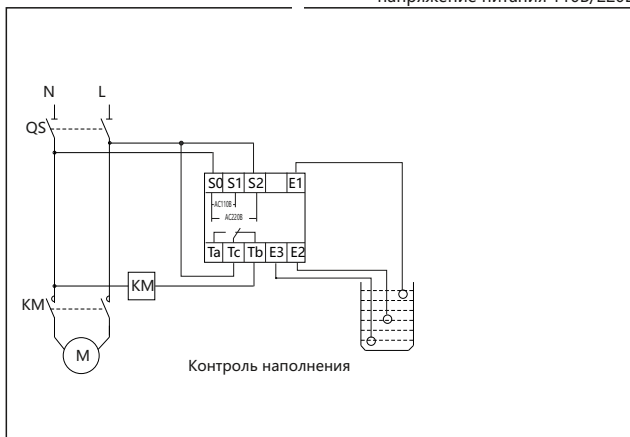 напряжение питания 110В/220В
N L
QS
S0 S1 S2 E1
AC110В
AC220В
Ta Tc Tb E3 E2
KM
KM
M
Контроль наполнения